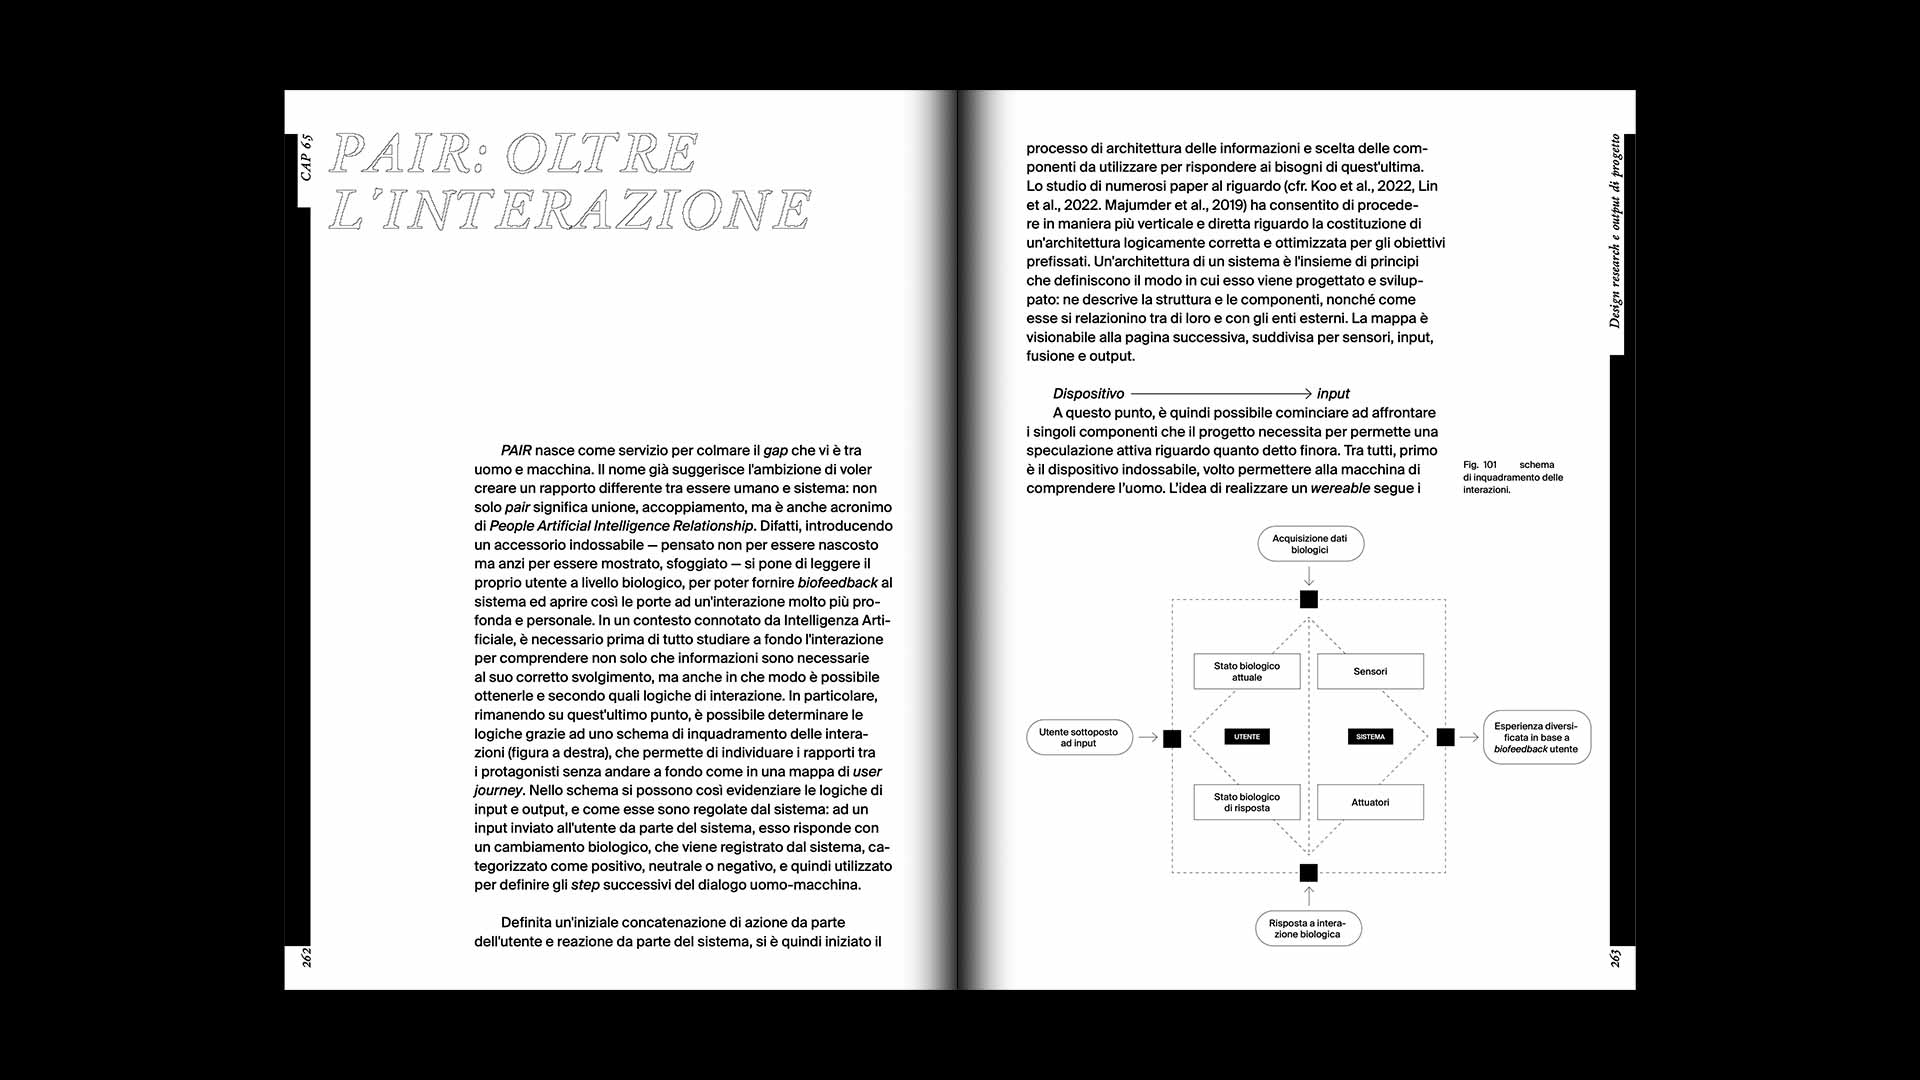 CAP 65
PAIR: OLTRE
L'INTERAZIONE
PAIR nasce come servizio per colmare il gap che vi è tra
uomo e macchina. Il nome già suggerisce l'ambizione di voler
creare un rapporto differente tra essere umano e sistema: non
solo pair significa unione, accoppiamento, ma è anche acronimo
di People Artificial Intelligence Relationship. Difatti, introducendo
un accessorio indossabile — pensato non per essere nascosto
ma anzi per essere mostrato, sfoggiato — si pone di leggere il
proprio utente a livello biologico, per poter fornire biofeedback al
sistema ed aprire così le porte ad un'interazione molto più pro-
fonda e personale. In un contesto connotato da Intelligenza Arti-
ficiale, è necessario prima di tutto studiare a fondo l'interazione
per comprendere non solo che informazioni sono necessarie
al suo corretto svolgimento, ma anche in che modo è possibile
ottenerle e secondo quali logiche di interazione. In particolare,
rimanendo su quest'ultimo punto, è possibile determinare le
logiche grazie ad uno schema di inquadramento delle intera-
zioni (figura a destra), che permette di individuare i rapporti tra
i protagonisti senza andare a fondo come in una mappa di user
journey. Nello schema si possono così evidenziare le logiche di
input e output, e come esse sono regolate dal sistema: ad un
input inviato all'utente da parte del sistema, esso risponde con
un cambiamento biologico, che viene registrato dal sistema, ca-
tegorizzato come positivo, neutrale o negativo, e quindi utilizzato
per definire gli step successivi del dialogo uomo-macchina.
Definita un'iniziale concatenazione di azione da parte
dell'utente e reazione da parte del sistema, si è quindi iniziato il
262
processo di architettura delle informazioni e scelta delle com-
ponenti da utilizzare per rispondere ai bisogni di quest'ultima.
Lo studio di numerosi paper al riguardo (cfr. Koo et al., 2022, Lin
et al., 2022. Majumder et al., 2019) ha consentito di procede-
re in maniera più verticale e diretta riguardo la costituzione di
un'architettura logicamente corretta e ottimizzata per gli obiettivi
prefissati. Un'architettura di un sistema è l'insieme di principi
che definiscono il modo in cui esso viene progettato e svilup-
pato: ne descrive la struttura e le componenti, nonché come
esse si relazionino tra di loro e con gli enti esterni. La mappa è
visionabile alla pagina successiva, suddivisa per sensori, input,
fusione e output.
Dispositivo ⟶ input
A questo punto, è quindi possibile cominciare ad affrontare
i singoli componenti che il progetto necessita per permette una
speculazione attiva riguardo quanto detto finora. Tra tutti, primo
è il dispositivo indossabile, volto permettere alla macchina di
comprendere l'uomo. L'idea di realizzare un wereable segue i
Fig. 101 schema
di inquadramento delle
interazioni.
Acquisizione dati
biologici
Stato biologico
attuale
Sensori
Utente sottoposto
ad input
UTENTE
SISTEMA
Esperienza diversi-
ficata in base a
biofeedback utente
Stato biologico
di risposta
Attuatori
Risposta a intera-
zione biologica
Design research e output di progetto
263